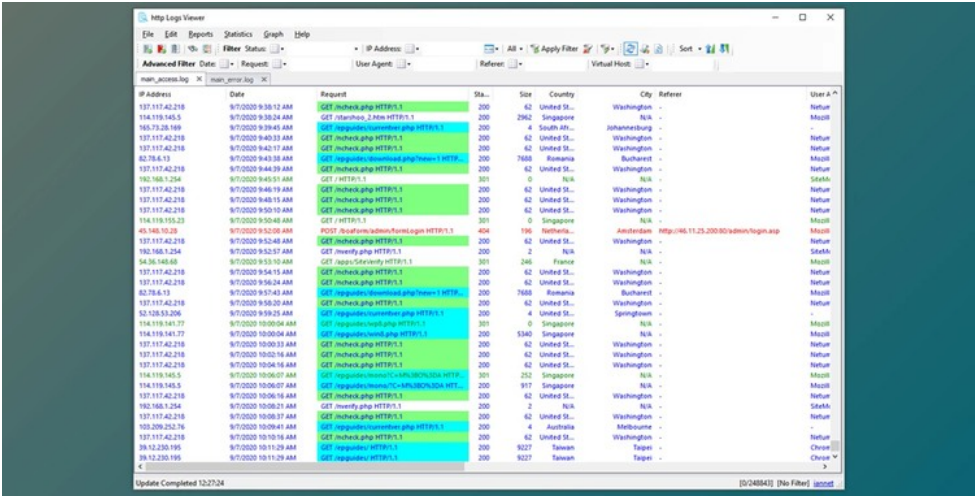 http Logs Viewer
File Edit Reports Statistics Graph Help
Filter Status: IP Address: All Apply Filter Sort
Advanced Filter Date: Request: User Agent: Referer: Virtual Host:
main_access.log X main_error.log X
IP Address Date Request Sta... Size Country City Referer User A
137.117.42.218 9/7/2020 9:38:12 AM GET /ncheck.php HTTP/1.1 200 62 United St... Washington - Netum
114.119.145.5 9/7/2020 9:38:24 AM GET /starshoo_2.htm HTTP/1.1 200 2962 Singapore N/A - Mozill
165.73.28.169 9/7/2020 9:39:45 AM GET /epguides/currentver.php HTTP/1.1 200 4 South Afr... Johannesburg - -
137.117.42.218 9/7/2020 9:40:33 AM GET /ncheck.php HTTP/1.1 200 62 United St... Washington - Netum
137.117.42.218 9/7/2020 9:42:17 AM GET /ncheck.php HTTP/1.1 200 62 United St... Washington - Netum
82.78.6.13 9/7/2020 9:43:38 AM GET /epguides/download.php?new=1 HTTP... 200 7688 Romania Bucharest - Mozill
137.117.42.218 9/7/2020 9:44:39 AM GET /ncheck.php HTTP/1.1 200 62 United St... Washington - Netum
192.168.1.254 9/7/2020 9:45:51 AM GET / HTTP/1.1 301 0 N/A N/A - SiteMo
137.117.42.218 9/7/2020 9:46:19 AM GET /ncheck.php HTTP/1.1 200 62 United St... Washington - Netum
137.117.42.218 9/7/2020 9:48:15 AM GET /ncheck.php HTTP/1.1 200 62 United St... Washington - Netum
137.117.42.218 9/7/2020 9:50:10 AM GET /ncheck.php HTTP/1.1 200 62 United St... Washington - Netum
114.119.155.23 9/7/2020 9:50:48 AM GET / HTTP/1.1 301 0 Singapore N/A - Mozill
45.148.10.28 9/7/2020 9:52:08 AM POST /boaform/admin/formLogin HTTP/1.1 404 196 Netherla... Amsterdam http://46.11.25.200:80/admin/login.asp Mozill
137.117.42.218 9/7/2020 9:52:48 AM GET /ncheck.php HTTP/1.1 200 62 United St... Washington - Netum
192.168.1.254 9/7/2020 9:52:57 AM GET /nverify.php HTTP/1.1 200 2 N/A N/A - SiteMo
54.36.148.68 9/7/2020 9:53:10 AM GET /apps/SiteVerify HTTP/1.1 301 246 France N/A - Mozill
137.117.42.218 9/7/2020 9:54:15 AM GET /ncheck.php HTTP/1.1 200 62 United St... Washington - Netum
137.117.42.218 9/7/2020 9:56:24 AM GET /ncheck.php HTTP/1.1 200 62 United St... Washington - Netum
82.78.6.13 9/7/2020 9:57:43 AM GET /epguides/download.php?new=1 HTTP... 200 7688 Romania Bucharest - Mozill
137.117.42.218 9/7/2020 9:58:20 AM GET /ncheck.php HTTP/1.1 200 62 United St... Washington - Netum
52.128.53.206 9/7/2020 9:59:25 AM GET /epguides/currentver.php HTTP/1.1 200 4 United St... Springtown - -
114.119.141.77 9/7/2020 10:00:04 AM GET /epguides/wp8.php HTTP/1.1 301 0 Singapore N/A - Mozill
114.119.141.77 9/7/2020 10:00:04 AM GET /epguides/win8.php HTTP/1.1 200 5340 Singapore N/A - Mozill
137.117.42.218 9/7/2020 10:00:33 AM GET /ncheck.php HTTP/1.1 200 62 United St... Washington - Netum
137.117.42.218 9/7/2020 10:02:16 AM GET /ncheck.php HTTP/1.1 200 62 United St... Washington - Netum
137.117.42.218 9/7/2020 10:04:16 AM GET /ncheck.php HTTP/1.1 200 62 United St... Washington - Netum
114.119.145.5 9/7/2020 10:06:07 AM GET 301 252 Singapore N/A - Mozill
114.119.145.5 9/7/2020 10:06:07 AM GET 200 917 Singapore N/A - Mozill
137.117.42.218 9/7/2020 10:06:16 AM GET /ncheck.php HTTP/1.1 200 62 United St... Washington - Netum
192.168.1.254 9/7/2020 10:08:21 AM GET /nverify.php HTTP/1.1 200 2 N/A N/A - SiteMo
137.117.42.218 9/7/2020 10:08:37 AM GET /ncheck.php HTTP/1.1 200 62 United St... Washington - Netum
103.209.252.76 9/7/2020 10:09:41 AM GET /epguides/currentver.php HTTP/1.1 200 4 Australia Melbourne - -
137.117.42.218 9/7/2020 10:10:16 AM GET /ncheck.php HTTP/1.1 200 62 United St... Washington - Netum
39.12.230.195 9/7/2020 10:11:29 AM GET /epguides/ HTTP/1.1 200 9227 Taiwan Taipei - Chrom
39.12.230.195 9/7/2020 10:11:29 AM GET /epguides/ HTTP/1.1 200 9227 Taiwan Taipei - Chrom
Update Completed 12:27:24 [0/248843] [No Filter] iannet